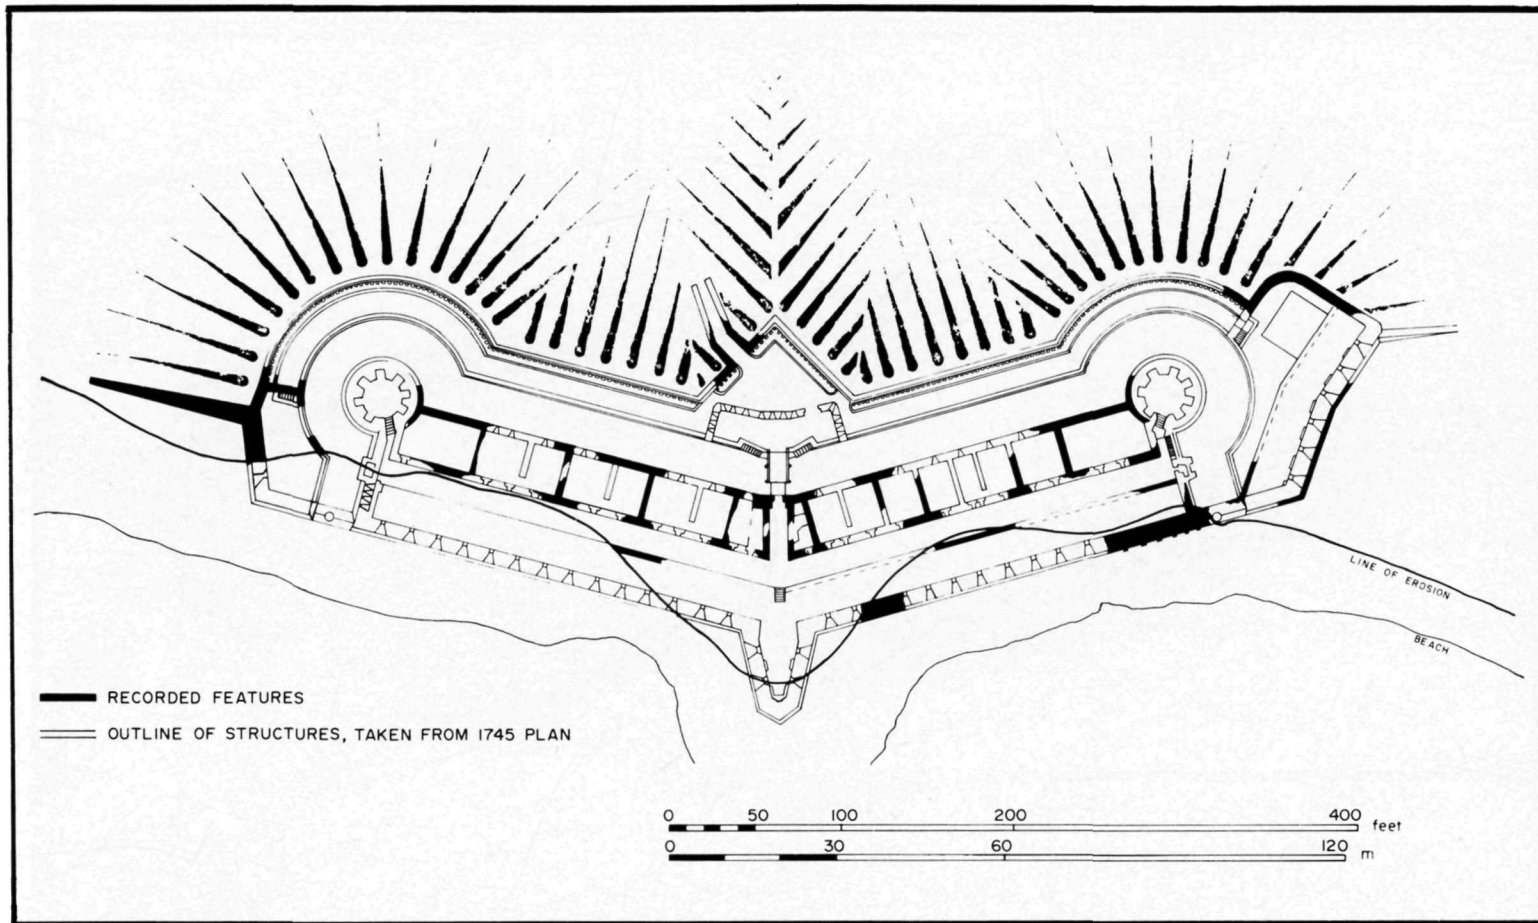 LINE OF EROSION
BEACH
RECORDED FEATURES
OUTLINE OF STRUCTURES, TAKEN FROM 1745 PLAN
0 50 100 200 400 feet
0 30 60 120 m